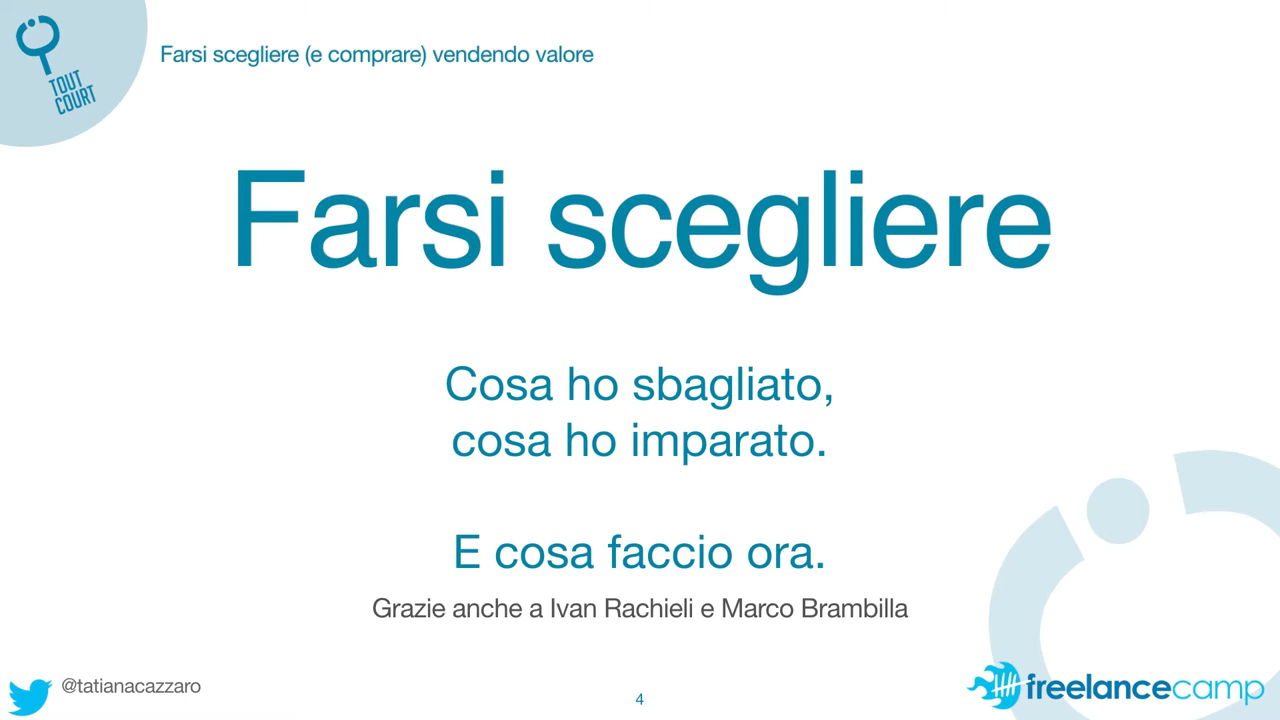 TOUT
COURT
Farsi scegliere (e comprare) vendendo valore
Farsi scegliere
Cosa ho sbagliato,
cosa ho imparato.
E cosa faccio ora.
Grazie anche a Ivan Rachieli e Marco Brambilla
@tatianacazzaro
4
freelancecamp